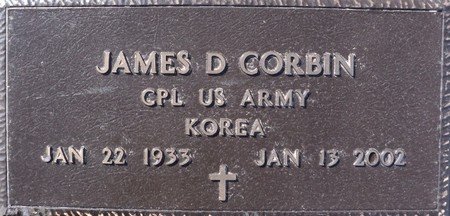 JAMES D CORBIN
CPL US ARMY
KOREA
JAN 22 1933 JAN 13 2002